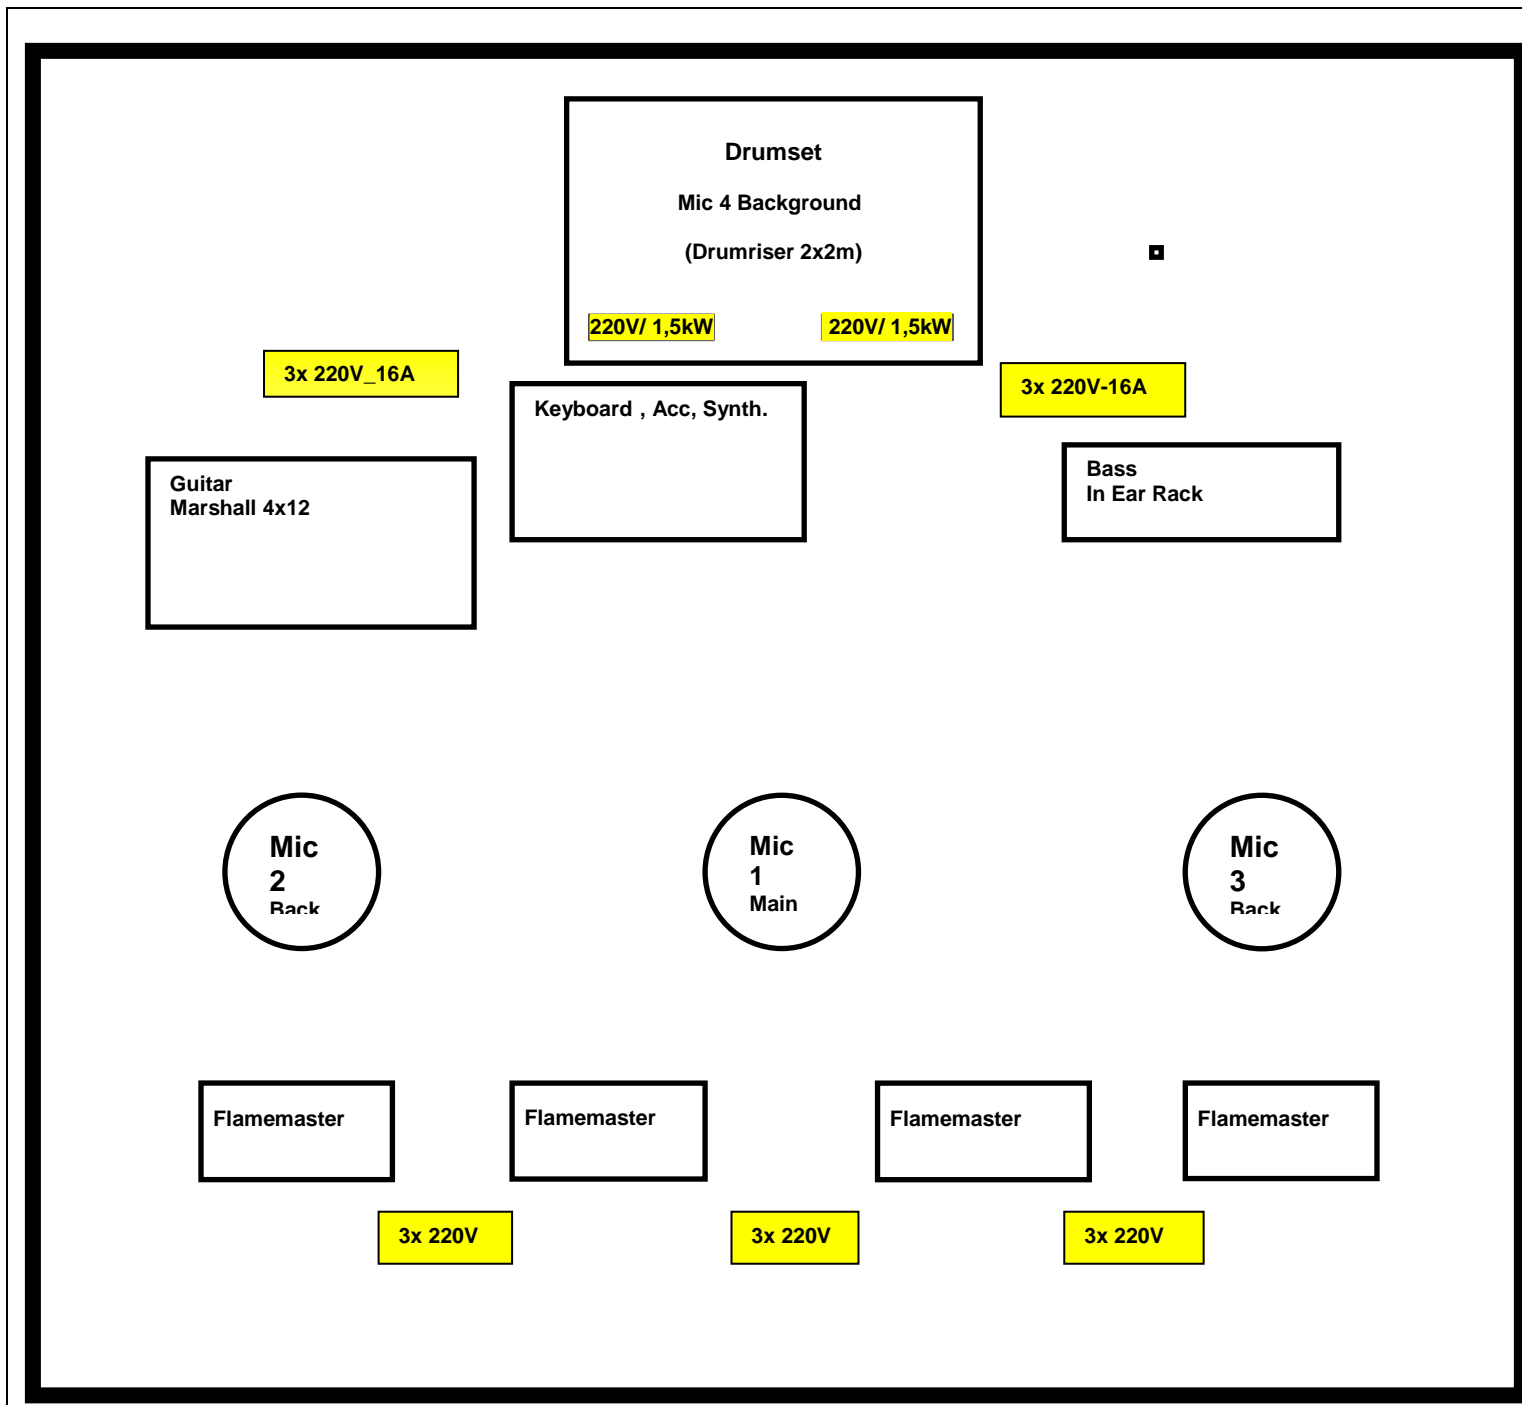 Drumset
Mic 4 Background
(Drumriser 2x2m)
220V/ 1,5kW
220V/ 1,5kW
3x 220V_16A
3x 220V-16A
Keyboard , Acc, Synth.
Guitar
Marshall 4x12
Bass
In Ear Rack
Mic
2
Back
Mic
1
Main
Mic
3
Back
Flamemaster
Flamemaster
Flamemaster
Flamemaster
3x 220V
3x 220V
3x 220V